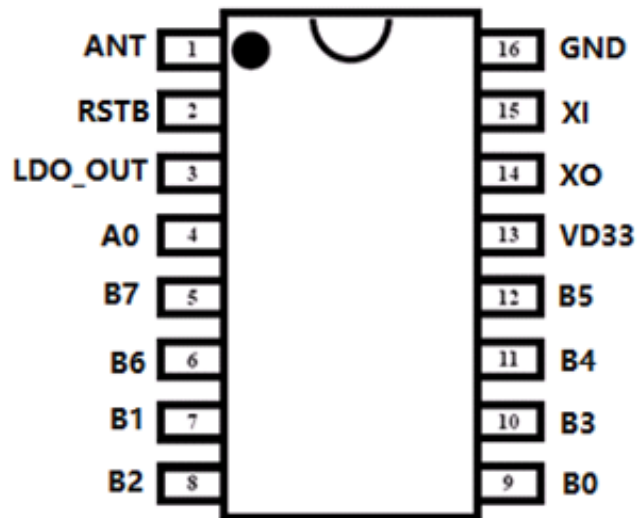 ANT 1 16 GND
RSTB 2 15 XI
LDO_OUT 3 14 XO
A0 4 13 VD33
B7 5 12 B5
B6 6 11 B4
B1 7 10 B3
B2 8 9 B0